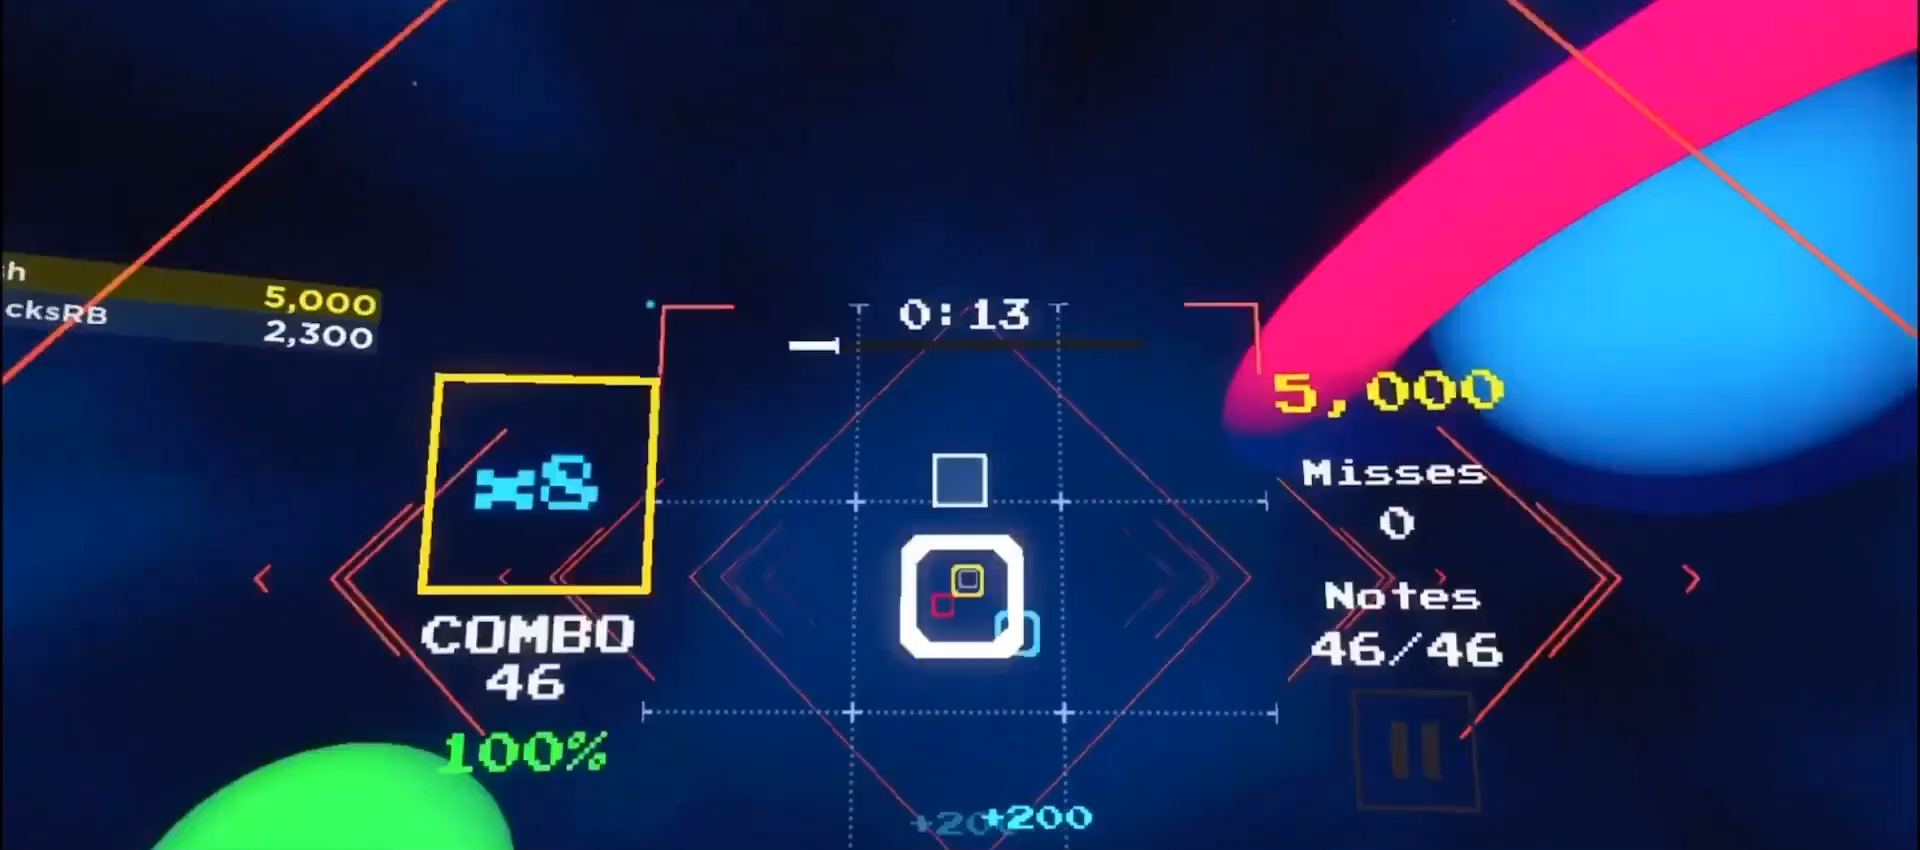 h 5,000
cksRB 2,300
0:13
x8
COMBO
46
100%
5,000
Misses
0
Notes
46/46
+200
+200